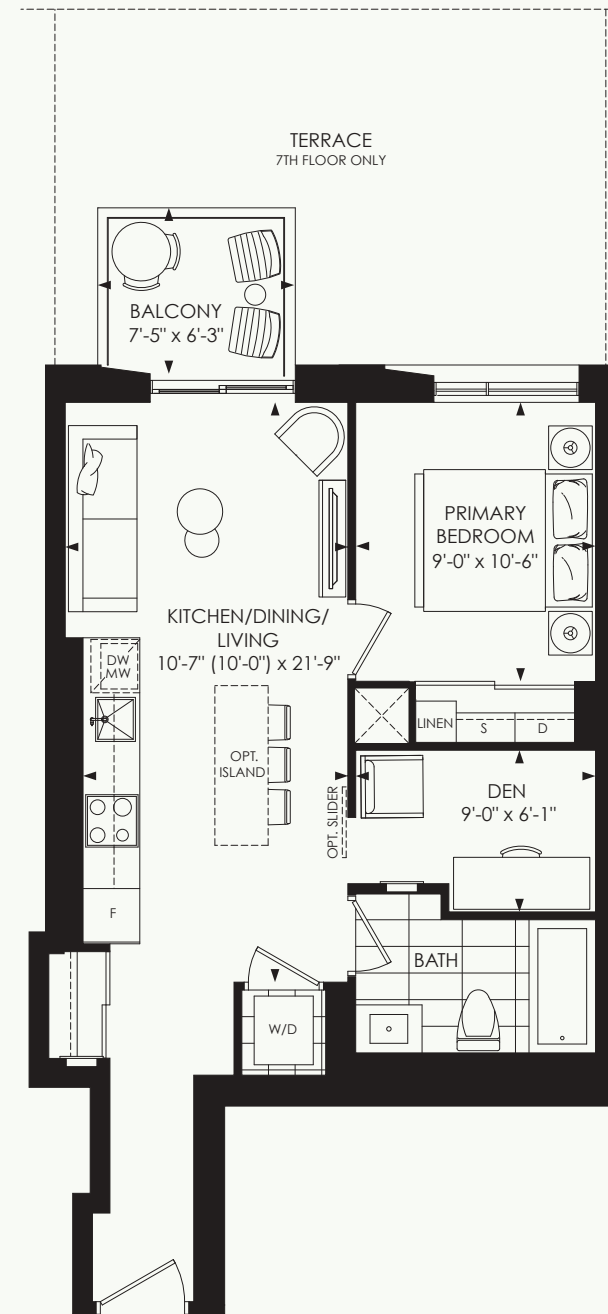 TERRACE
7TH FLOOR ONLY
BALCONY
7'-5" x 6'-3"
PRIMARY
BEDROOM
9'-0" x 10'-6"
KITCHEN/DINING/
LIVING
10'-7" (10'-0") x 21'-9"
DW
MW
LINEN
S
D
OPT.
ISLAND
OPT. SLIDER
DEN
9'-0" x 6'-1"
F
BATH
W/D